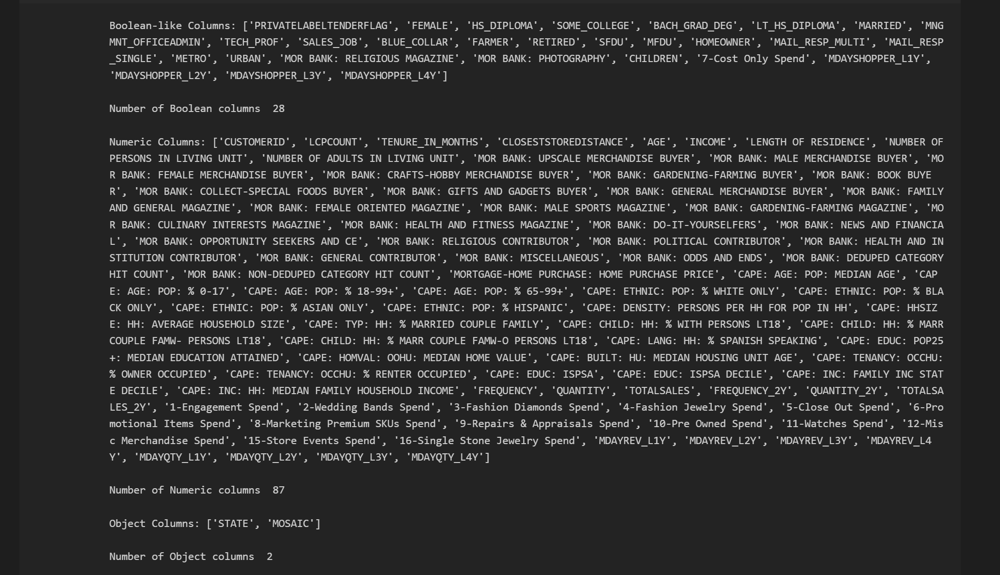 Boolean-like Columns: ['PRIVATELABELTENDERFLAG', 'FEMALE', 'HS_DIPLOMA', 'SOME_COLLEGE', 'BACH_GRAD_DEG', 'LT_HS_DIPLOMA', 'MARRIED', 'MNG
MNT_OFFICEADMIN', 'TECH_PROF', 'SALES_JOB', 'BLUE_COLLAR', 'FARMER', 'RETIRED', 'SFDU', 'MFDU', 'HOMEOWNER', 'MAIL_RESP_MULTI', 'MAIL_RESP
_SINGLE', 'METRO', 'URBAN', 'MOR BANK: RELIGIOUS MAGAZINE', 'MOR BANK: PHOTOGRAPHY', 'CHILDREN', '7-Cost Only Spend', 'MDAYSHOPPER_L1Y',
'MDAYSHOPPER_L2Y', 'MDAYSHOPPER_L3Y', 'MDAYSHOPPER_L4Y']
Number of Boolean columns  28
Numeric Columns: ['CUSTOMERID', 'LCPCOUNT', 'TENURE_IN_MONTHS', 'CLOSESTSTOREDISTANCE', 'AGE', 'INCOME', 'LENGTH OF RESIDENCE', 'NUMBER OF
PERSONS IN LIVING UNIT', 'NUMBER OF ADULTS IN LIVING UNIT', 'MOR BANK: UPSCALE MERCHANDISE BUYER', 'MOR BANK: MALE MERCHANDISE BUYER', 'MO
R BANK: FEMALE MERCHANDISE BUYER', 'MOR BANK: CRAFTS-HOBBY MERCHANDISE BUYER', 'MOR BANK: GARDENING-FARMING BUYER', 'MOR BANK: BOOK BUYE
R', 'MOR BANK: COLLECT-SPECIAL FOODS BUYER', 'MOR BANK: GIFTS AND GADGETS BUYER', 'MOR BANK: GENERAL MERCHANDISE BUYER', 'MOR BANK: FAMILY
AND GENERAL MAGAZINE', 'MOR BANK: FEMALE ORIENTED MAGAZINE', 'MOR BANK: MALE SPORTS MAGAZINE', 'MOR BANK: GARDENING-FARMING MAGAZINE', 'MO
R BANK: CULINARY INTERESTS MAGAZINE', 'MOR BANK: HEALTH AND FITNESS MAGAZINE', 'MOR BANK: DO-IT-YOURSELFERS', 'MOR BANK: NEWS AND FINANCIA
L', 'MOR BANK: OPPORTUNITY SEEKERS AND CE', 'MOR BANK: RELIGIOUS CONTRIBUTOR', 'MOR BANK: POLITICAL CONTRIBUTOR', 'MOR BANK: HEALTH AND IN
STITUTION CONTRIBUTOR', 'MOR BANK: GENERAL CONTRIBUTOR', 'MOR BANK: MISCELLANEOUS', 'MOR BANK: ODDS AND ENDS', 'MOR BANK: DEDUPED CATEGORY
HIT COUNT', 'MOR BANK: NON-DEDUPED CATEGORY HIT COUNT', 'MORTGAGE-HOME PURCHASE: HOME PURCHASE PRICE', 'CAPE: AGE: POP: MEDIAN AGE', 'CAP
E: AGE: POP: % 0-17', 'CAPE: AGE: POP: % 18-99+', 'CAPE: AGE: POP: % 65-99+', 'CAPE: ETHNIC: POP: % WHITE ONLY', 'CAPE: ETHNIC: POP: % BLA
CK ONLY', 'CAPE: ETHNIC: POP: % ASIAN ONLY', 'CAPE: ETHNIC: POP: % HISPANIC', 'CAPE: DENSITY: PERSONS PER HH FOR POP IN HH', 'CAPE: HHSIZ
E: HH: AVERAGE HOUSEHOLD SIZE', 'CAPE: TYP: HH: % MARRIED COUPLE FAMILY', 'CAPE: CHILD: HH: % WITH PERSONS LT18', 'CAPE: CHILD: HH: % MARR
COUPLE FAMW- PERSONS LT18', 'CAPE: CHILD: HH: % MARR COUPLE FAMW-O PERSONS LT18', 'CAPE: LANG: HH: % SPANISH SPEAKING', 'CAPE: EDUC: POP25
+: MEDIAN EDUCATION ATTAINED', 'CAPE: HOMVAL: OOHU: MEDIAN HOME VALUE', 'CAPE: BUILT: HU: MEDIAN HOUSING UNIT AGE', 'CAPE: TENANCY: OCCHU:
% OWNER OCCUPIED', 'CAPE: TENANCY: OCCHU: % RENTER OCCUPIED', 'CAPE: EDUC: ISPSA', 'CAPE: EDUC: ISPSA DECILE', 'CAPE: INC: FAMILY INC STAT
E DECILE', 'CAPE: INC: HH: MEDIAN FAMILY HOUSEHOLD INCOME', 'FREQUENCY', 'QUANTITY', 'TOTALSALES', 'FREQUENCY_2Y', 'QUANTITY_2Y', 'TOTALSA
LES_2Y', '1-Engagement Spend', '2-Wedding Bands Spend', '3-Fashion Diamonds Spend', '4-Fashion Jewelry Spend', '5-Close Out Spend', '6-Pro
motional Items Spend', '8-Marketing Premium SKUs Spend', '9-Repairs & Appraisals Spend', '10-Pre Owned Spend', '11-Watches Spend', '12-Mis
c Merchandise Spend', '15-Store Events Spend', '16-Single Stone Jewelry Spend', 'MDAYREV_L1Y', 'MDAYREV_L2Y', 'MDAYREV_L3Y', 'MDAYREV_L4
Y', 'MDAYQTY_L1Y', 'MDAYQTY_L2Y', 'MDAYQTY_L3Y', 'MDAYQTY_L4Y']
Number of Numeric columns  87
Object Columns: ['STATE', 'MOSAIC']
Number of Object columns  2